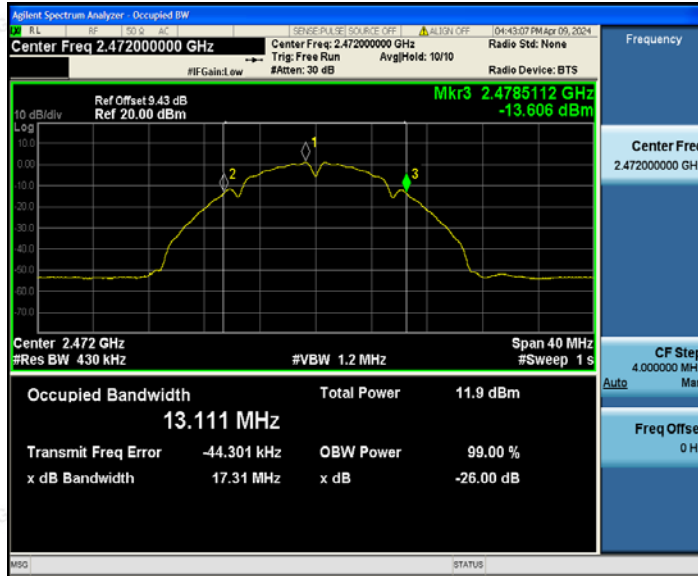 Agilent Spectrum Analyzer - Occupied BW
RL RF 50 Ω AC SENSE:PULSE SOURCE OFF ALIGN OFF 04:43:07 PM Apr 09, 2024
Center Freq 2.472000000 GHz
Center Freq: 2.472000000 GHz
Radio Std: None
Trig: Free Run Avg|Hold: 10/10
#IFGain:Low
#Atten: 30 dB
Radio Device: BTS
Mkr3 2.4785112 GHz
-13.606 dBm
Ref Offset 9.43 dB
10 dB/div Ref 20.00 dBm
Log
10.0
0.00
-10.0
-20.0
-30.0
-40.0
-50.0
-60.0
-70.0
1
2
3
Center 2.472 GHz
Span 40 MHz
#Res BW 430 kHz
#VBW 1.2 MHz
#Sweep 1 s
Occupied Bandwidth
Total Power 11.9 dBm
13.111 MHz
Transmit Freq Error -44.301 kHz OBW Power 99.00 %
x dB Bandwidth 17.31 MHz x dB -26.00 dB
MSG
STATUS
Frequency
Center Fre
2.472000000 GH
CF Step
4.000000 MH
Auto Ma
Freq Offse
0 H